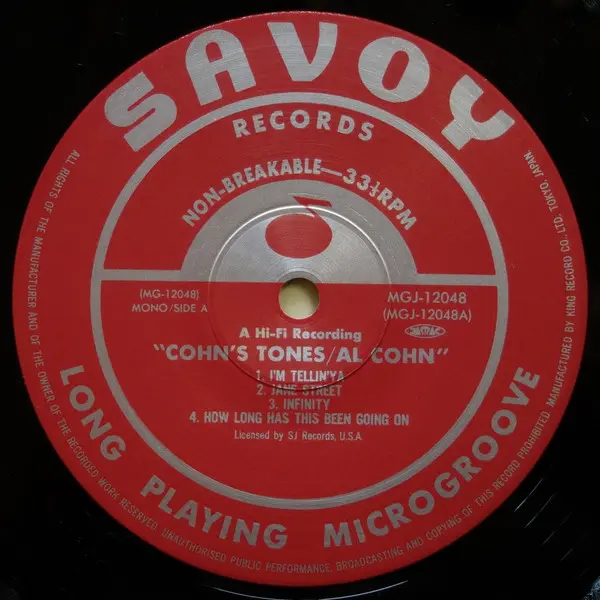 SAVOY
RECORDS
NON-BREAKABLE—33⅓RPM
(MG-12048)
MONO/SIDE A
MGJ-12048
(MGJ-12048A)
JASRAC
A Hi-Fi Recording
"COHN'S TONES/AL COHN"
1. I'M TELLIN'YA
2. JANE STREET
3. INFINITY
4. HOW LONG HAS THIS BEEN GOING ON
Licensed by SJ Records, U.S.A.
LONG PLAYING MICROGROOVE
ALL RIGHTS OF THE MANUFACTURER AND OF THE OWNER OF THE RECORDED WORK RESERVED. UNAUTHORISED PUBLIC PERFORMANCE, BROADCASTING AND COPYING OF THIS RECORD PROHIBITED. MANUFACTURED BY KING RECORD CO., LTD. TOKYO, JAPAN.